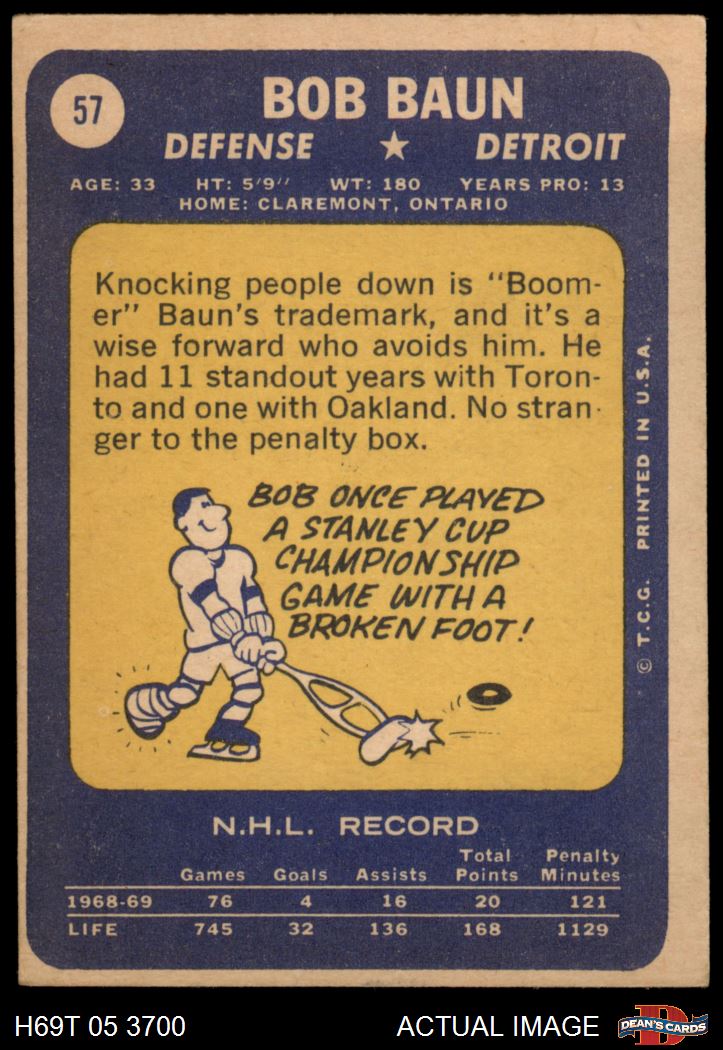 57
BOB BAUN
DEFENSE ★ DETROIT
AGE: 33 HT: 5'9'' WT: 180 YEARS PRO: 13
HOME: CLAREMONT, ONTARIO
Knocking people down is "Boom-
er" Baun's trademark, and it's a
wise forward who avoids him. He
had 11 standout years with Toron-
to and one with Oakland. No stran-
ger to the penalty box.
BOB ONCE PLAYED
A STANLEY CUP
CHAMPIONSHIP
GAME WITH A
BROKEN FOOT!
© T.C.G. PRINTED IN U.S.A.
N.H.L. RECORD
Games Goals Assists Total Points Penalty Minutes
1968-69 76 4 16 20 121
LIFE 745 32 136 168 1129
H69T 05 3700 ACTUAL IMAGE D DEAN'S CARDS